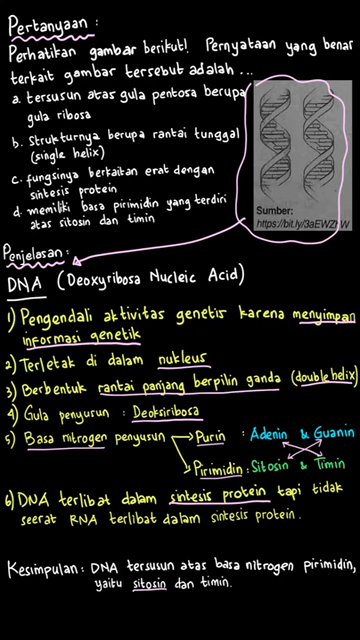 Pertanyaan :
Perhatikan gambar berikut! Pernyataan yang benar
terkait gambar tersebut adalah ...
a. tersusun atas gula pentosa berupa
gula ribosa
b. Strukturnya berupa rantai tunggal
(single helix)
c. fungsinya berkaitan erat dengan
sintesis protein
d. memiliki basa pirimidin yang terdiri
atas sitosin dan timin
Sumber:
https://bit.ly/3aEWZhW
Penjelasan :
DNA (Deoxyribosa Nucleic Acid)
1) Pengendali aktivitas genetis karena menyimpan
informasi genetik
2) Terletak di dalam nukleus
3) Berbentuk rantai panjang berpilin ganda (double helix)
4) Gula penyusun : Deoksiribosa
5) Basa nitrogen penyusun Purin : Adenin & Guanin
Pirimidin : Sitosin & Timin
6) DNA terlibat dalam sintesis protein tapi tidak
seerat RNA terlibat dalam sintesis protein.
Kesimpulan : DNA tersusun atas basa nitrogen pirimidin,
yaitu sitosin dan timin.